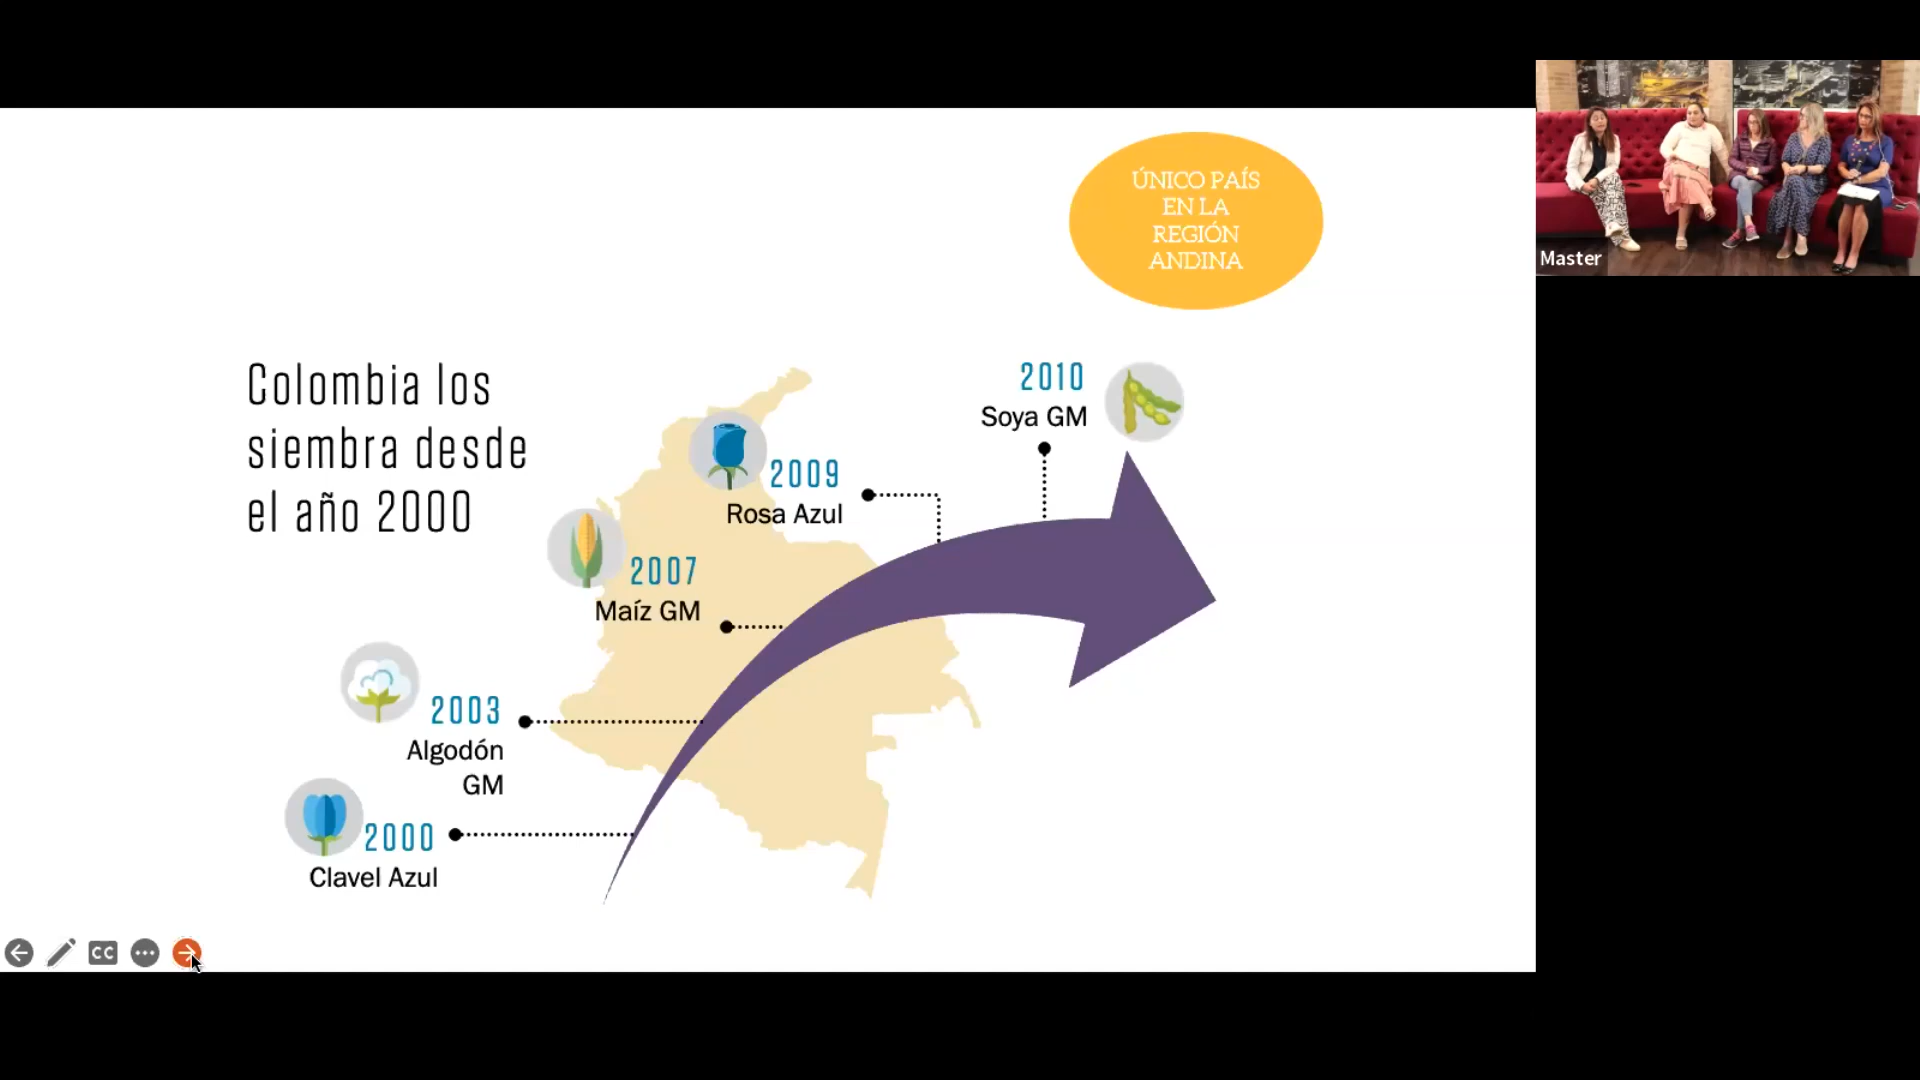 ÚNICO PAÍS
EN LA
REGIÓN
ANDINA
Master
Colombia los
siembra desde
el año 2000
2010
Soya GM
2009
Rosa Azul
2007
Maíz GM
2003
Algodón
GM
2000
Clavel Azul
CC